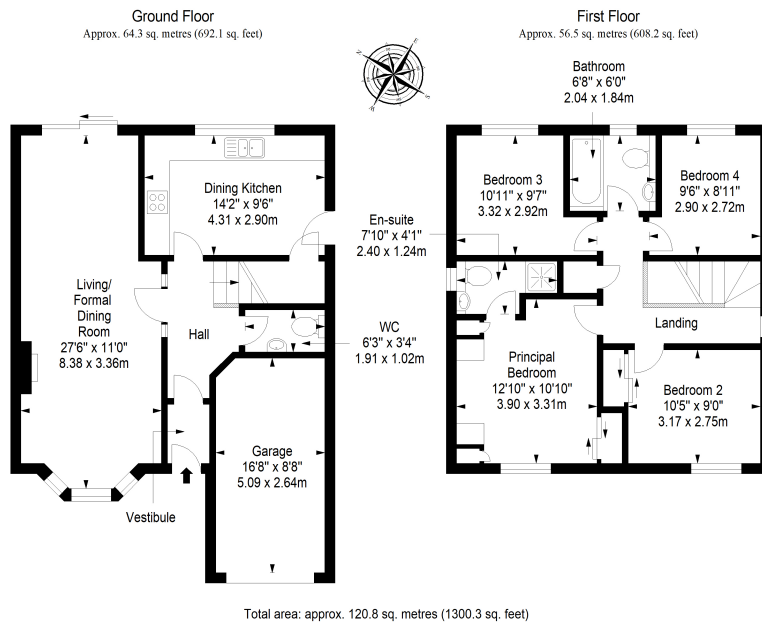 Ground Floor
Approx. 64.3 sq. metres (692.1 sq. feet)
First Floor
Approx. 56.5 sq. metres (608.2 sq. feet)
N
E
S
W
Bathroom
6'8" x 6'0"
2.04 x 1.84m
Dining Kitchen
14'2" x 9'6"
4.31 x 2.90m
Bedroom 3
10'11" x 9'7"
3.32 x 2.92m
Bedroom 4
9'6" x 8'11"
2.90 x 2.72m
En-suite
7'10" x 4'1"
2.40 x 1.24m
Living/
Formal
Dining
Room
27'6" x 11'0"
8.38 x 3.36m
Hall
WC
6'3" x 3'4"
1.91 x 1.02m
Landing
Principal
Bedroom
12'10" x 10'10"
3.90 x 3.31m
Bedroom 2
10'5" x 9'0"
3.17 x 2.75m
Garage
16'8" x 8'8"
5.09 x 2.64m
Vestibule
Total area: approx. 120.8 sq. metres (1300.3 sq. feet)